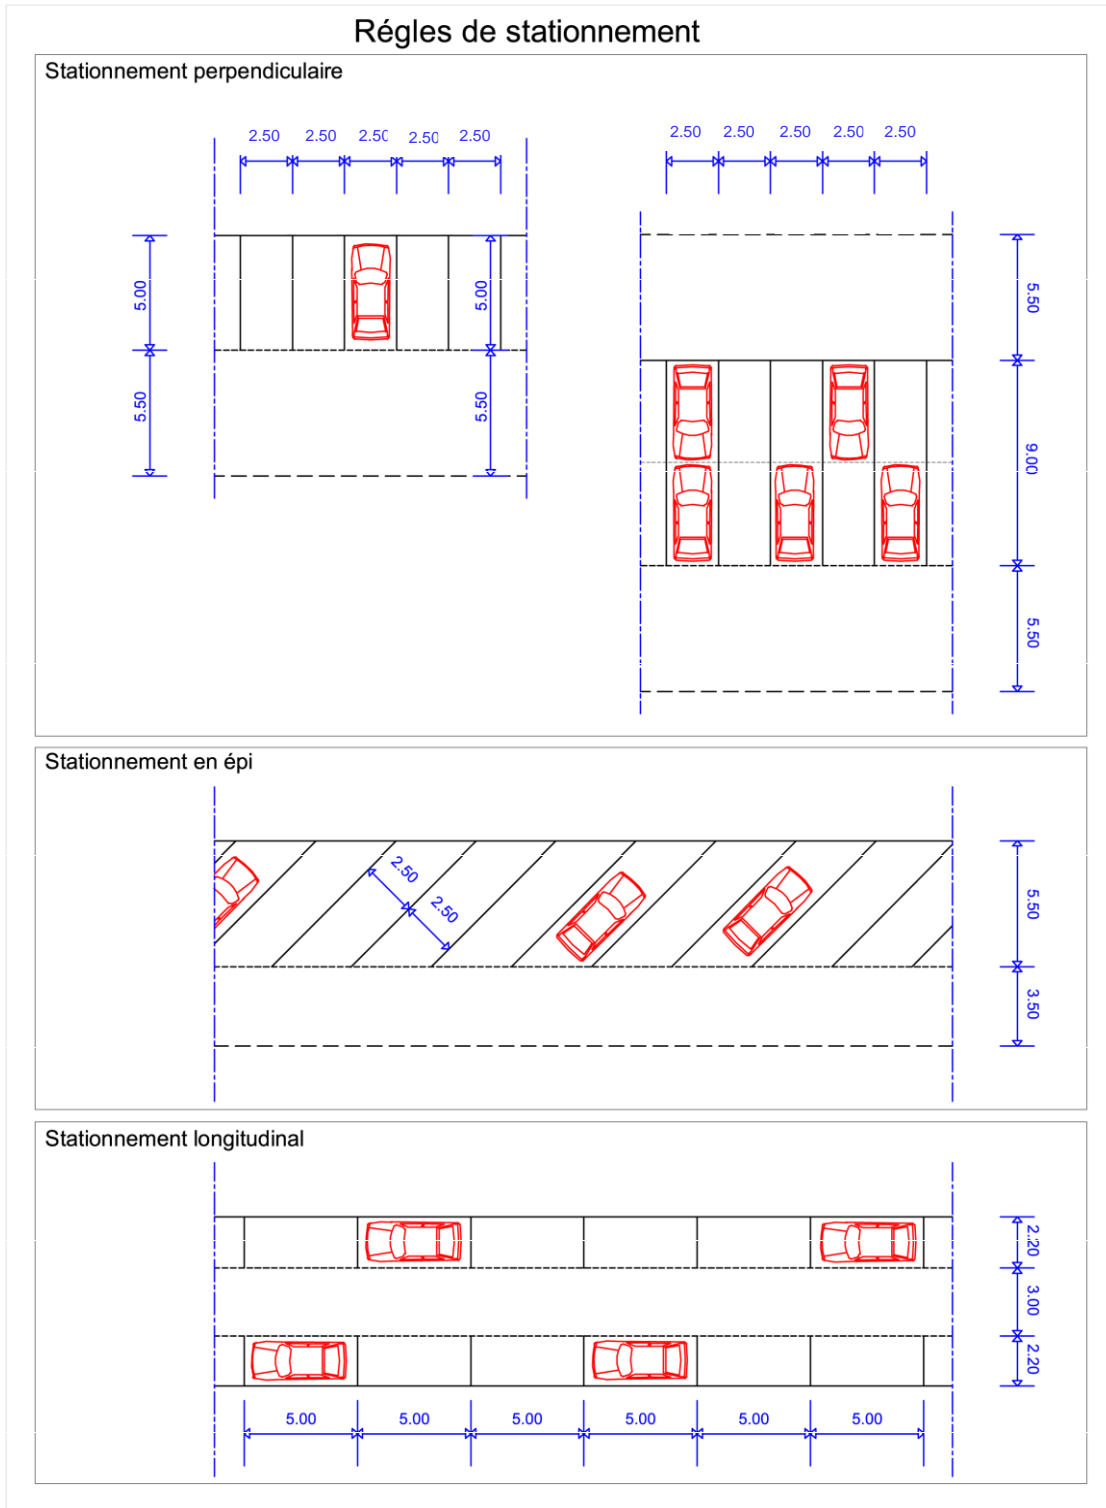 Régles de stationnement
Stationnement perpendiculaire
2.50 2.50 2.50 2.50 2.50
2.50 2.50 2.50 2.50 2.50
5.00
5.00
5.50
5.50
5.50
9.00
5.50
Stationnement en épi
2.50
2.50
5.50
3.50
Stationnement longitudinal
2.20
3.00
2.20
5.00 5.00 5.00 5.00 5.00 5.00